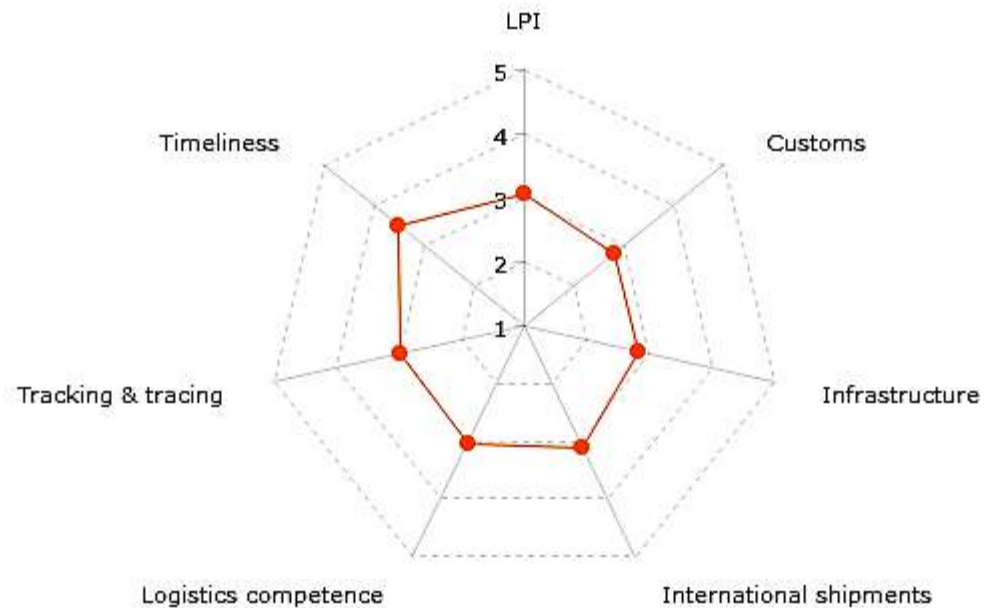 LPI
5
Timeliness
4
Customs
3
2
1
Tracking & tracing
Infrastructure
Logistics competence
International shipments